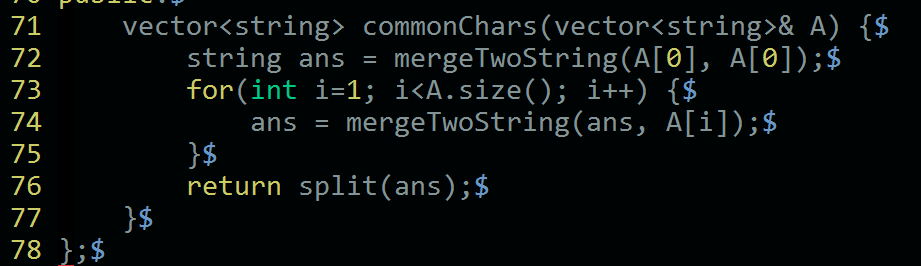 70 public:$
71     vector<string> commonChars(vector<string>& A) {$
72         string ans = mergeTwoString(A[0], A[0]);$
73         for(int i=1; i<A.size(); i++) {$
74             ans = mergeTwoString(ans, A[i]);$
75         }$
76         return split(ans);$
77     }$
78 };$